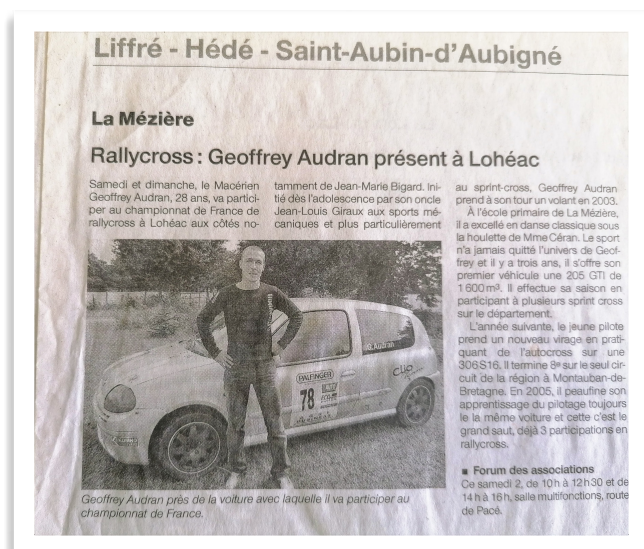 Liffré - Hédé - Saint-Aubin-d'Aubigné
La Mézière
Rallycross : Geoffrey Audran présent à Lohéac
Samedi et dimanche, le Macérien
Geoffrey Audran, 28 ans, va partici-
per au championnat de France de
rallycross à Lohéac aux côtés no-
tamment de Jean-Marie Bigard. Ini-
tié dès l'adolescence par son oncle
Jean-Louis Giraux aux sports mé-
caniques et plus particulièrement
au sprint-cross, Geoffrey Audran
prend à son tour un volant en 2003.
À l'école primaire de La Mézière,
il a excellé en danse classique sous
la houlette de Mme Céran. Le sport
n'a jamais quitté l'univers de Geof-
frey et il y a trois ans, il s'offre son
premier véhicule une 205 GTI de
1 600 m³. Il effectue sa saison en
participant à plusieurs sprint cross
sur le département.
L'année suivante, le jeune pilote
prend un nouveau virage en prati-
quant de l'autocross sur une
306 S16. Il termine 8e sur le seul cir-
cuit de la région à Montauban-de-
Bretagne. En 2005, il peaufine son
apprentissage du pilotage toujours
le la même voiture et cette c'est le
grand saut, déjà 3 participations en
rallycross.
■ Forum des associations
Ce samedi 2, de 10 h à 12 h 30 et de
14 h à 16 h, salle multifonctions, route
de Pacé.
G.Audran
PALFINGER
78
Clio
Geoffrey Audran près de la voiture avec laquelle il va participer au
championnat de France.